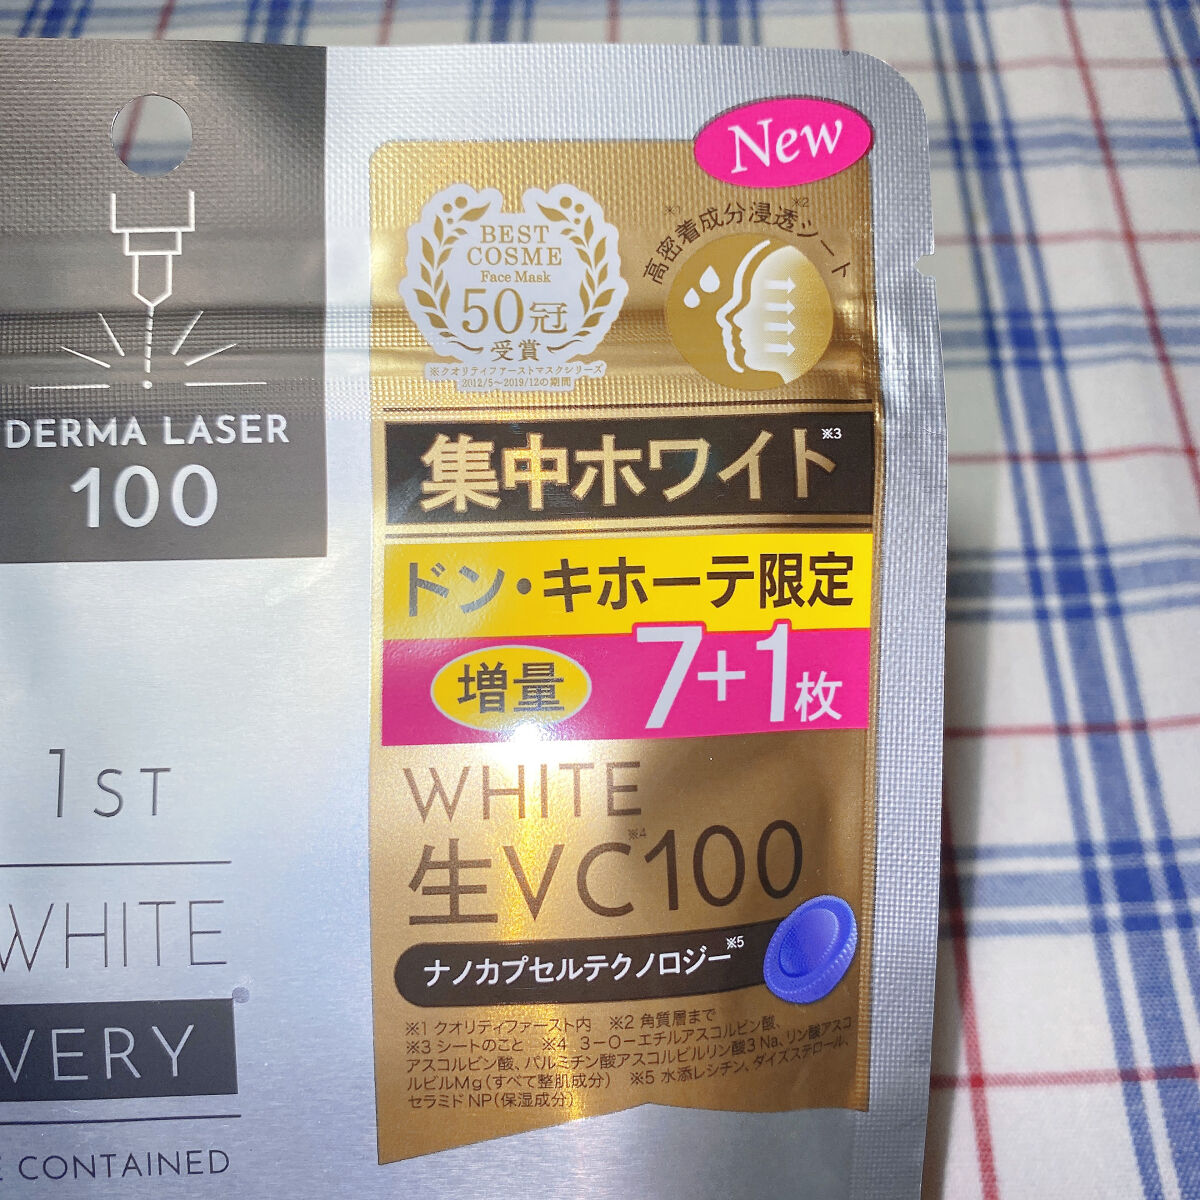 DERMA LASER
100
1ST
WHITE
VERY
CONTAINED
New
BEST
COSME
Face Mask
50冠
受賞
※クオリティファーストマスクシリーズ
2012/5〜2019/12の期間
高密着※1成分浸透※2シート
集中ホワイト※3
ドン・キホーテ限定
増量 7+1枚
WHITE
生VC※4100
ナノカプセルテクノロジー※5
※1 クオリティファースト内 ※2 角質層まで
※3 シートのこと ※4 3-O-エチルアスコルビン酸、
アスコルビン酸、パルミチン酸アスコルビルリン酸3Na、リン酸アスコ
ルビルMg(すべて整肌成分) ※5 水添レシチン、ダイズステロール、
セラミドNP(保湿成分)